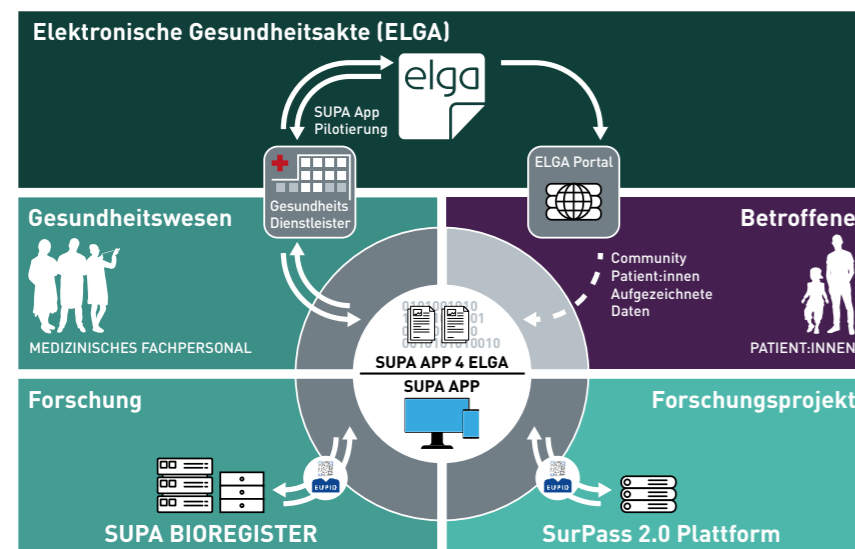 Elektronische Gesundheitsakte (ELGA)
elga
SUPA App
Pilotierung
ELGA Portal
Gesundheits
Dienstleister
Gesundheitswesen
Betroffene
Community
Patient:innen
Aufgezeichnete
Daten
MEDIZINISCHES FACHPERSONAL
PATIENT:INNEN
0101001010
SUPA APP 4 ELGA
SUPA APP
Forschung
Forschungsprojekt
EUPID
EUPID
SUPA BIOREGISTER
SurPass 2.0 Plattform